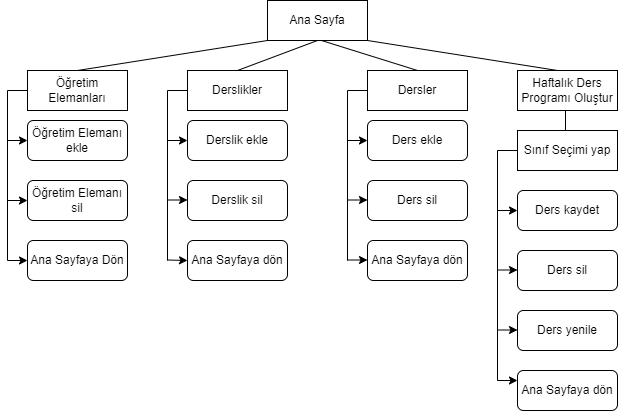 Ana Sayfa
Öğretim
Elemanları
Derslikler
Dersler
Haftalık Ders
Programı Oluştur
Öğretim Elemanı
ekle
Derslik ekle
Ders ekle
Sınıf Seçimi yap
Öğretim Elemanı
sil
Derslik sil
Ders sil
Ders kaydet
Ana Sayfaya Dön
Ana Sayfaya dön
Ana Sayfaya dön
Ders sil
Ders yenile
Ana Sayfaya dön